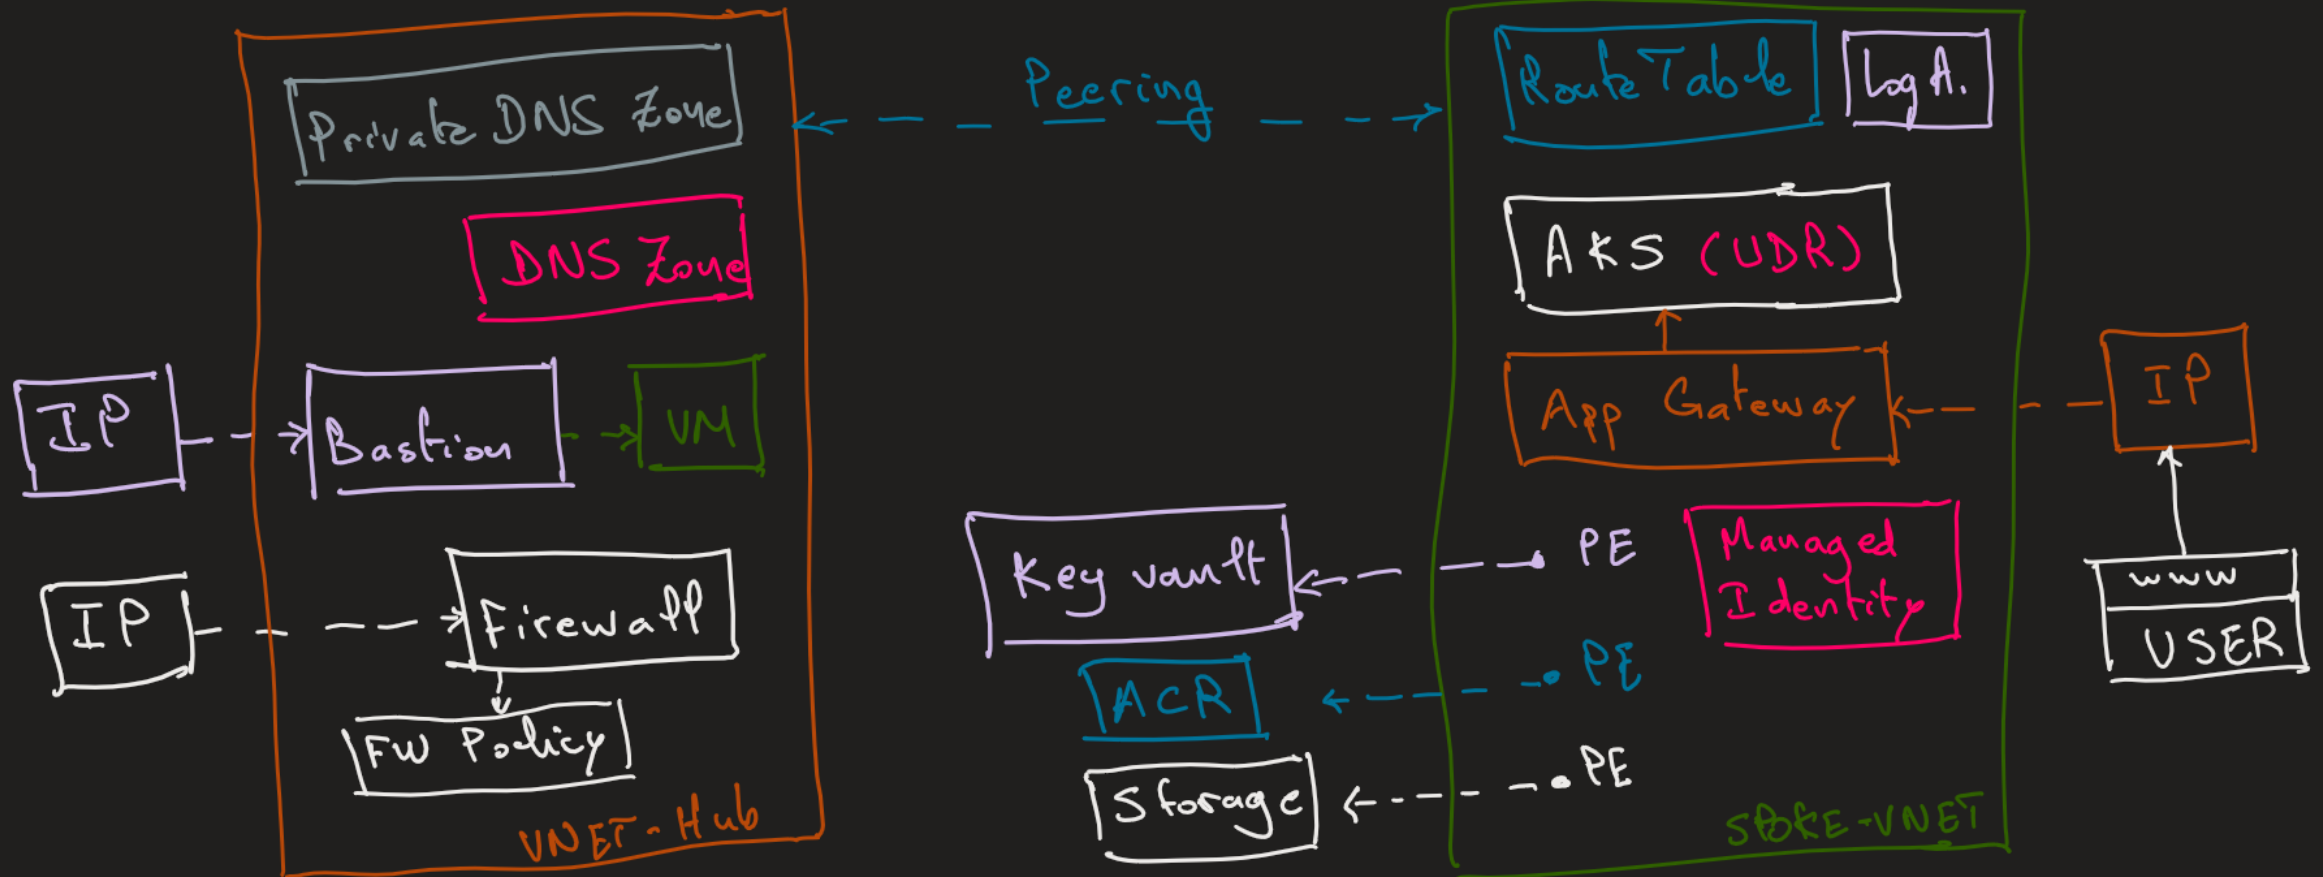 Private DNS Zone
DNS Zone
IP
Bastion
VM
IP
Firewall
FW Policy
VNET-Hub
Peering
Route Table
Log A.
AKS (UDR)
App Gateway
IP
Key vault
PE
Managed
Identity
www
USER
ACR
PE
Storage
PE
SPOKE-VNET